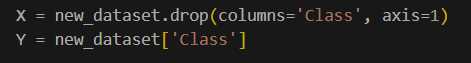 X = new_dataset.drop(columns='Class', axis=1)
Y = new_dataset['Class']